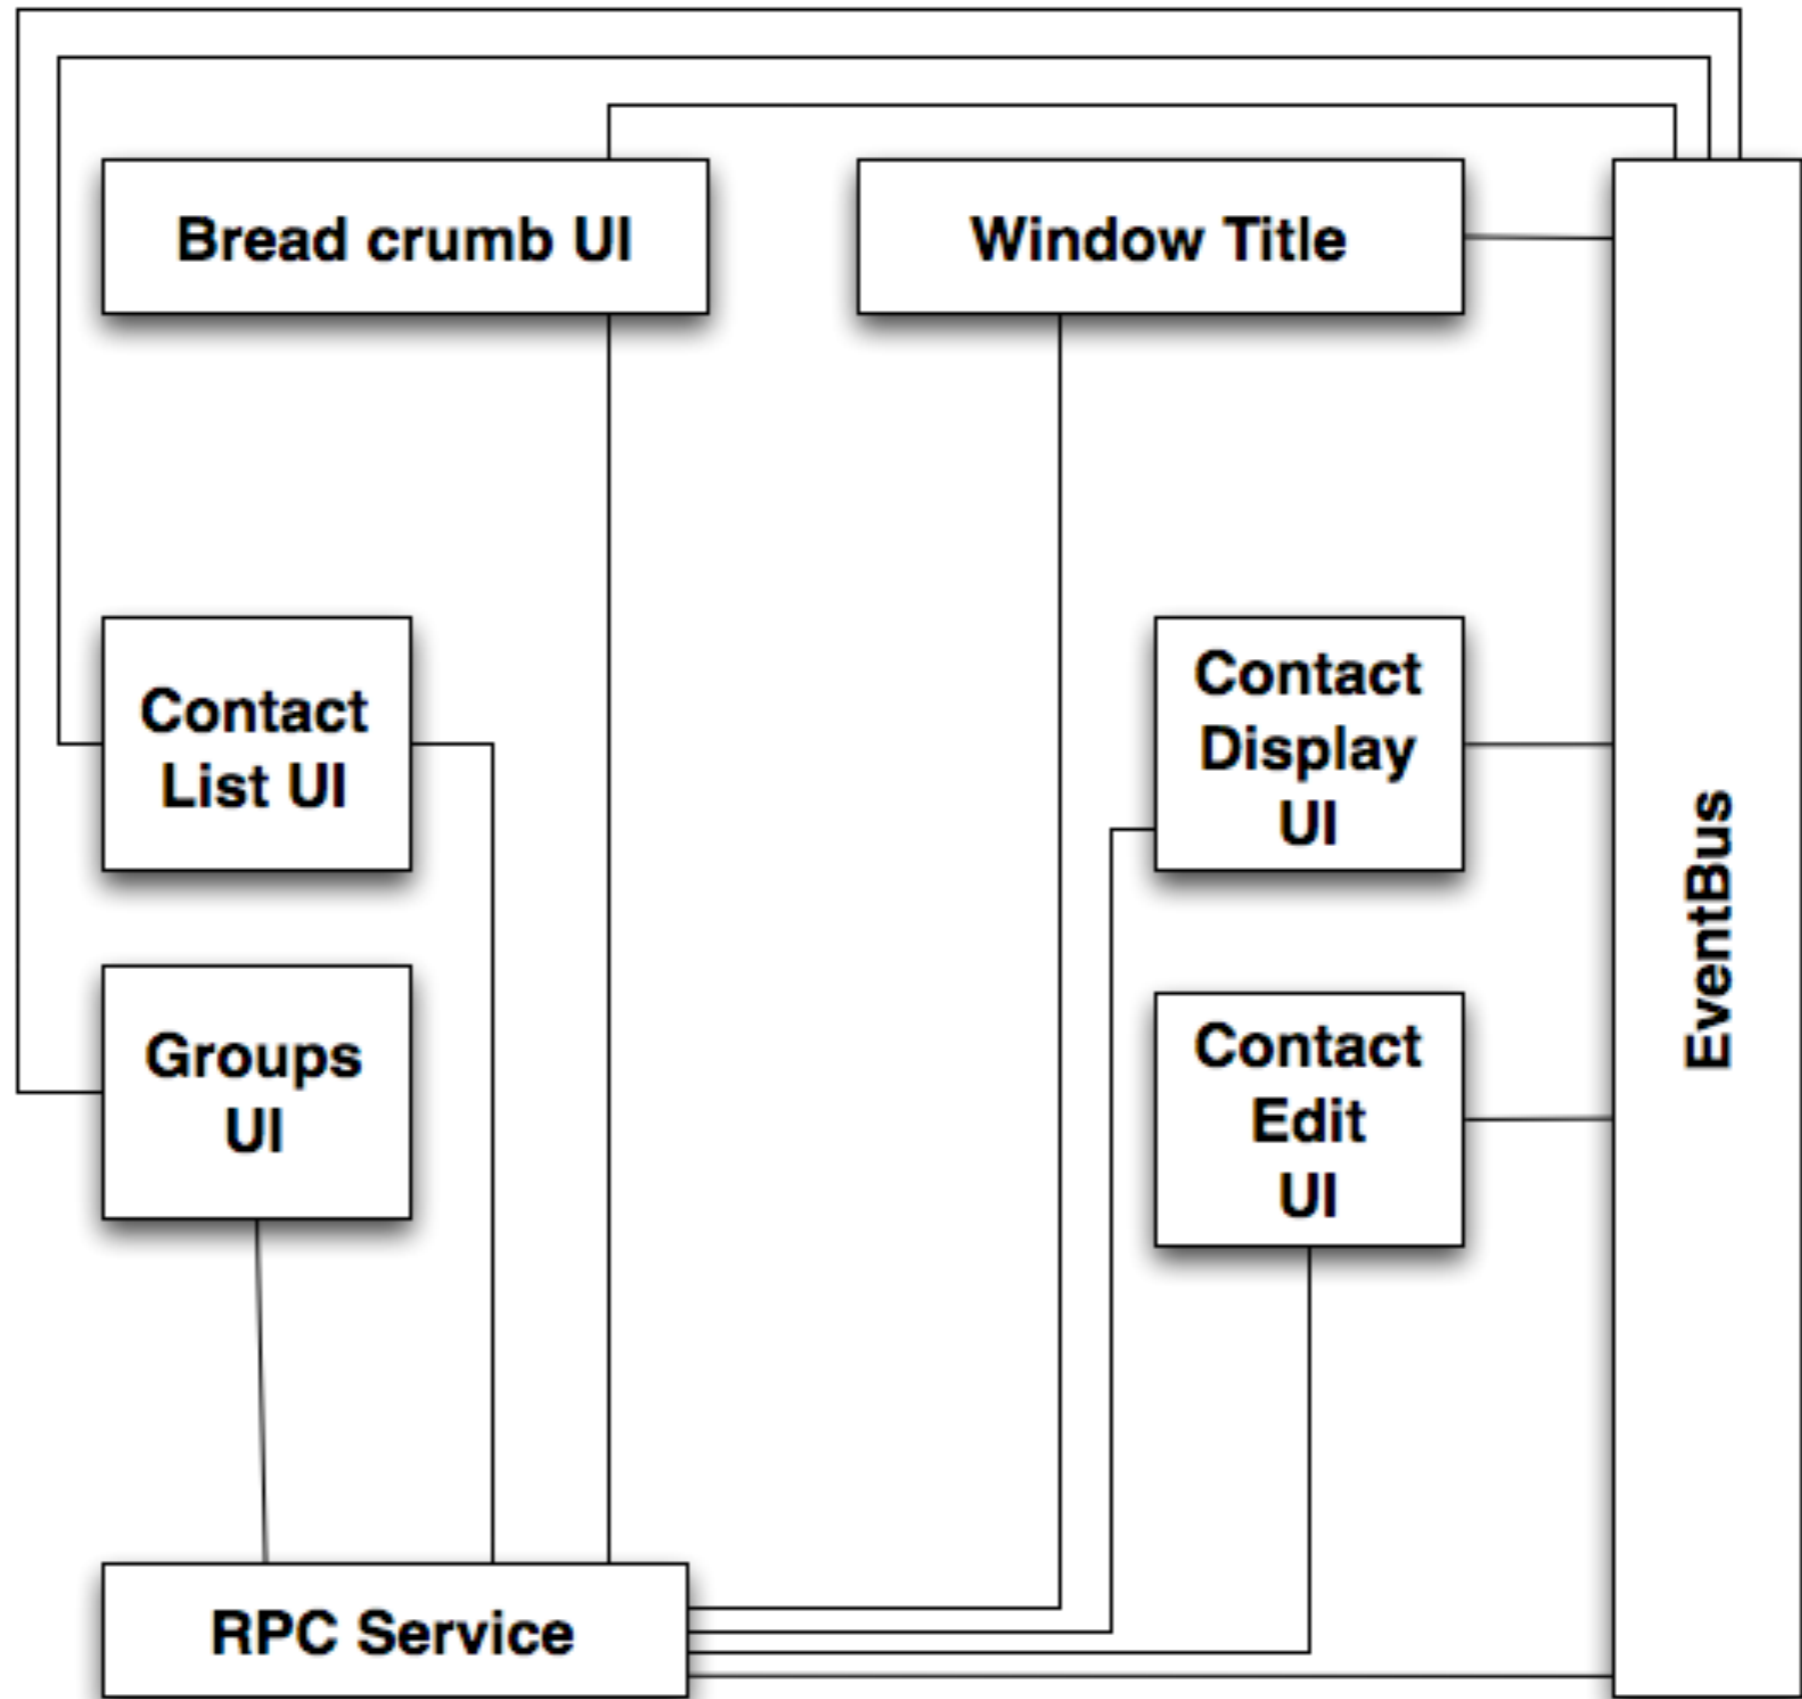 Bread crumb UI
Window Title
Contact
List UI
Contact
Display
UI
Groups
UI
Contact
Edit
UI
EventBus
RPC Service